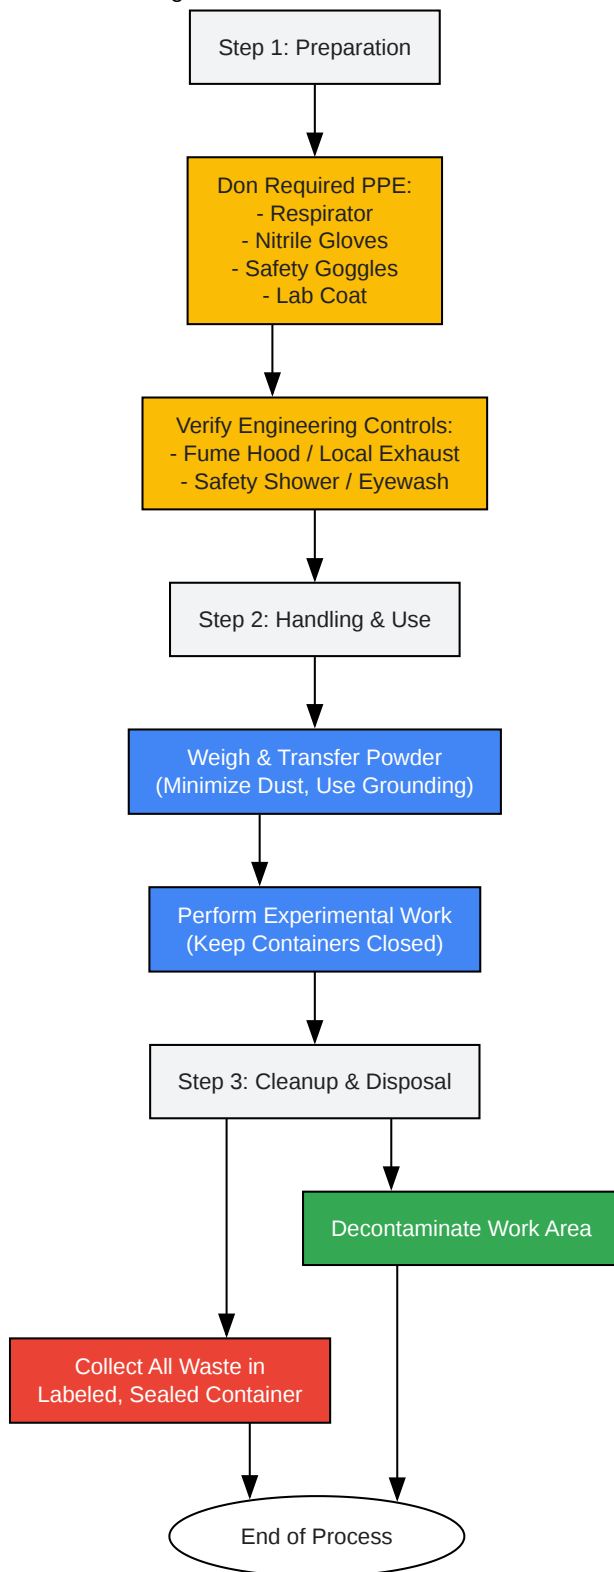 Step 1: Preparation
Don Required PPE:
- Respirator
- Nitrile Gloves
- Safety Goggles
- Lab Coat
Verify Engineering Controls:
- Fume Hood / Local Exhaust
- Safety Shower / Eyewash
Step 2: Handling & Use
Weigh & Transfer Powder
(Minimize Dust, Use Grounding)
Perform Experimental Work
(Keep Containers Closed)
Step 3: Cleanup & Disposal
Decontaminate Work Area
Collect All Waste in
Labeled, Sealed Container
End of Process